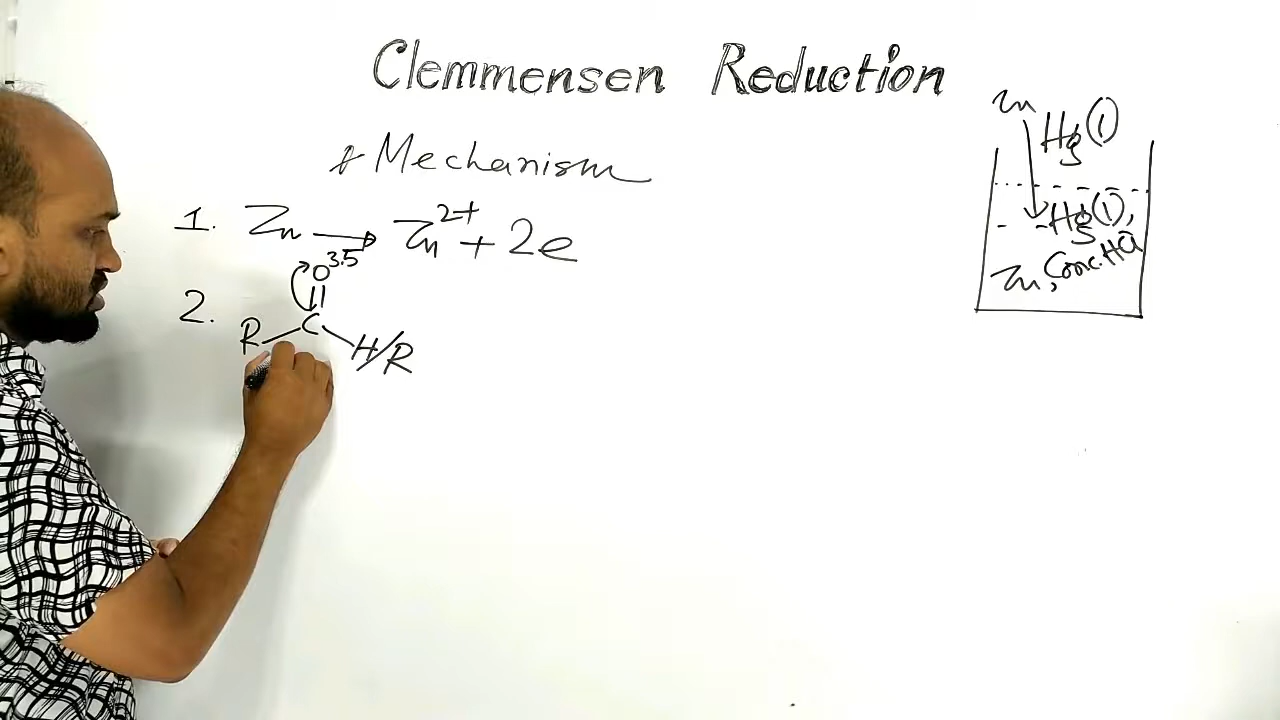 Clemmensen Reduction
* Mechanism
1. Zn → Zn²⁺ + 2e
2.
O 3.5
C
R H/R
Zn Hg(l)
Hg(l),
Zn, Conc. HCl